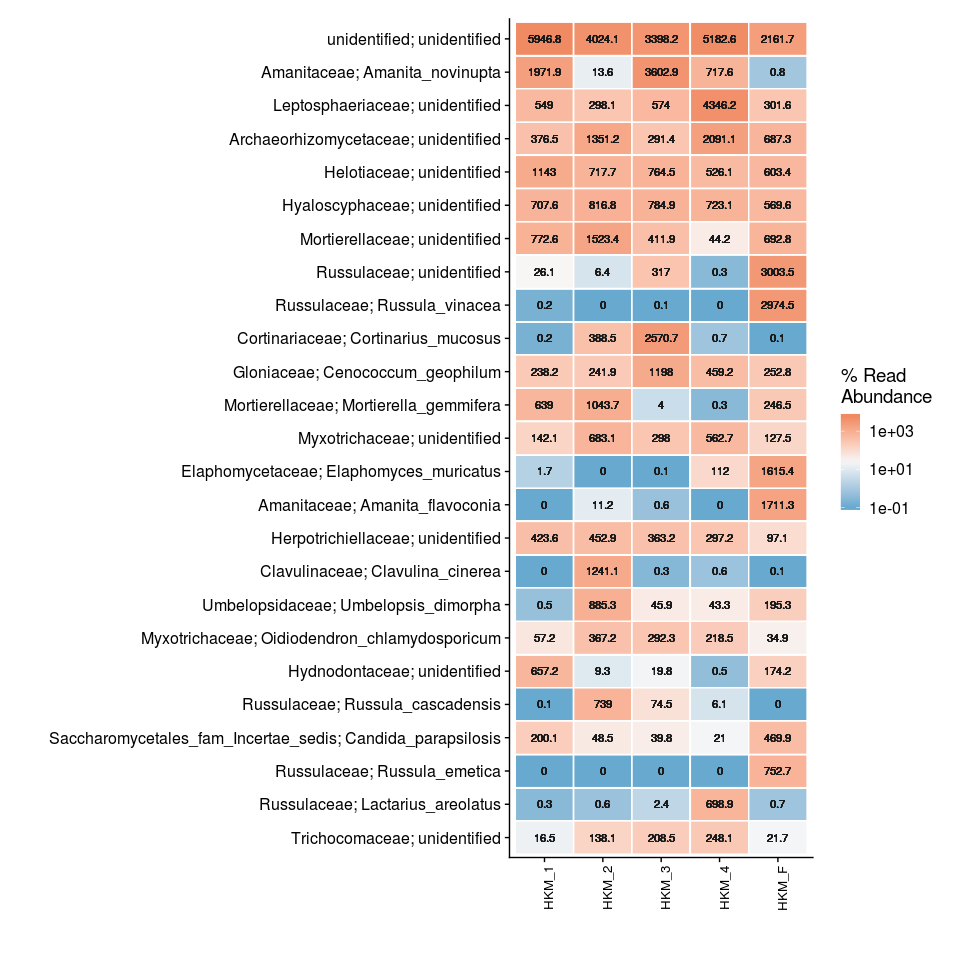 unidentified; unidentified 5946.8 4024.1 3398.2 5182.6 2161.7
Amanitaceae; Amanita_novinupta 1971.9 13.6 3602.9 717.6 0.8
Leptosphaeriaceae; unidentified 549 298.1 574 4346.2 301.6
Archaeorhizomycetaceae; unidentified 376.5 1351.2 291.4 2091.1 687.3
Helotiaceae; unidentified 1143 717.7 764.5 526.1 603.4
Hyaloscyphaceae; unidentified 707.6 816.8 784.9 723.1 569.6
Mortierellaceae; unidentified 772.6 1523.4 411.9 44.2 692.8
Russulaceae; unidentified 26.1 6.4 317 0.3 3003.5
Russulaceae; Russula_vinacea 0.2 0 0.1 0 2974.5
Cortinariaceae; Cortinarius_mucosus 0.2 388.5 2570.7 0.7 0.1
Gloniaceae; Cenococcum_geophilum 238.2 241.9 1198 459.2 252.8
Mortierellaceae; Mortierella_gemmifera 639 1043.7 4 0.3 246.5
Myxotrichaceae; unidentified 142.1 683.1 298 562.7 127.5
Elaphomycetaceae; Elaphomyces_muricatus 1.7 0 0.1 112 1615.4
Amanitaceae; Amanita_flavoconia 0 11.2 0.6 0 1711.3
Herpotrichiellaceae; unidentified 423.6 452.9 363.2 297.2 97.1
Clavulinaceae; Clavulina_cinerea 0 1241.1 0.3 0.6 0.1
Umbelopsidaceae; Umbelopsis_dimorpha 0.5 885.3 45.9 43.3 195.3
Myxotrichaceae; Oidiodendron_chlamydosporicum 57.2 367.2 292.3 218.5 34.9
Hydnodontaceae; unidentified 657.2 9.3 19.8 0.5 174.2
Russulaceae; Russula_cascadensis 0.1 739 74.5 6.1 0
Saccharomycetales_fam_Incertae_sedis; Candida_parapsilosis 200.1 48.5 39.8 21 469.9
Russulaceae; Russula_emetica 0 0 0 0 752.7
Russulaceae; Lactarius_areolatus 0.3 0.6 2.4 698.9 0.7
Trichocomaceae; unidentified 16.5 138.1 208.5 248.1 21.7
HKM_1 HKM_2 HKM_3 HKM_4 HKM_F
% Read
Abundance
1e+03
1e+01
1e-01